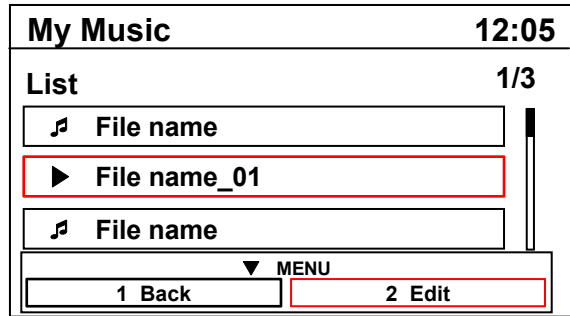 My Music 12:05
List 1/3
File name
File name_01
File name
MENU
1 Back 2 Edit